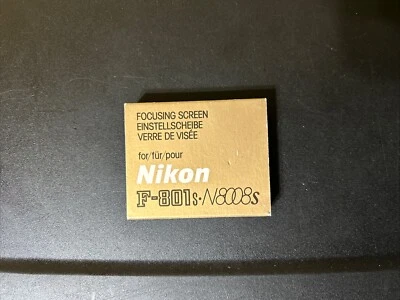 FOCUSING SCREEN
EINSTELLSCHEIBE
VERRE DE VISÉE
for/für/pour
Nikon
F-801s·N8008s